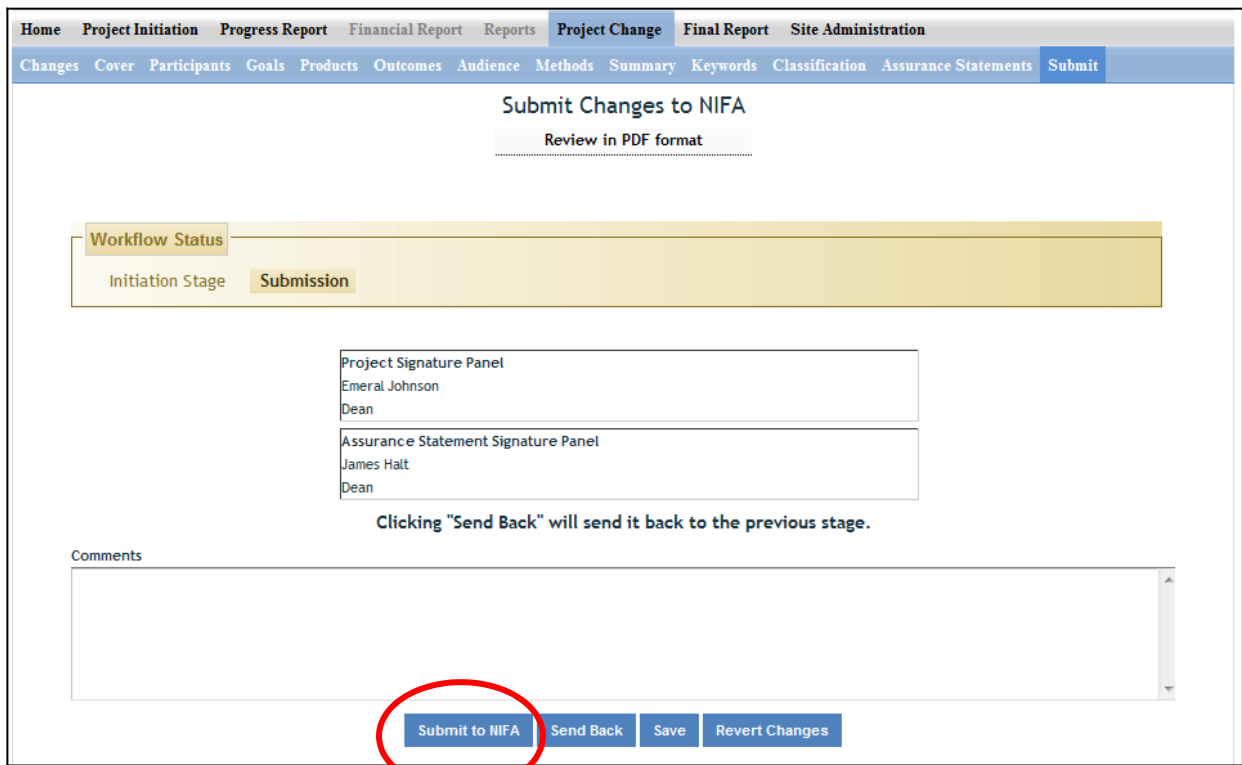 Home Project Initiation Progress Report Financial Report Reports Project Change Final Report Site Administration
Changes Cover Participants Goals Products Outcomes Audience Methods Summary Keywords Classification Assurance Statements Submit
Submit Changes to NIFA
Review in PDF format
Workflow Status
Initiation Stage Submission
Project Signature Panel
Emeral Johnson
Dean
Assurance Statement Signature Panel
James Halt
Dean
Clicking "Send Back" will send it back to the previous stage.
Comments
Submit to NIFA Send Back Save Revert Changes